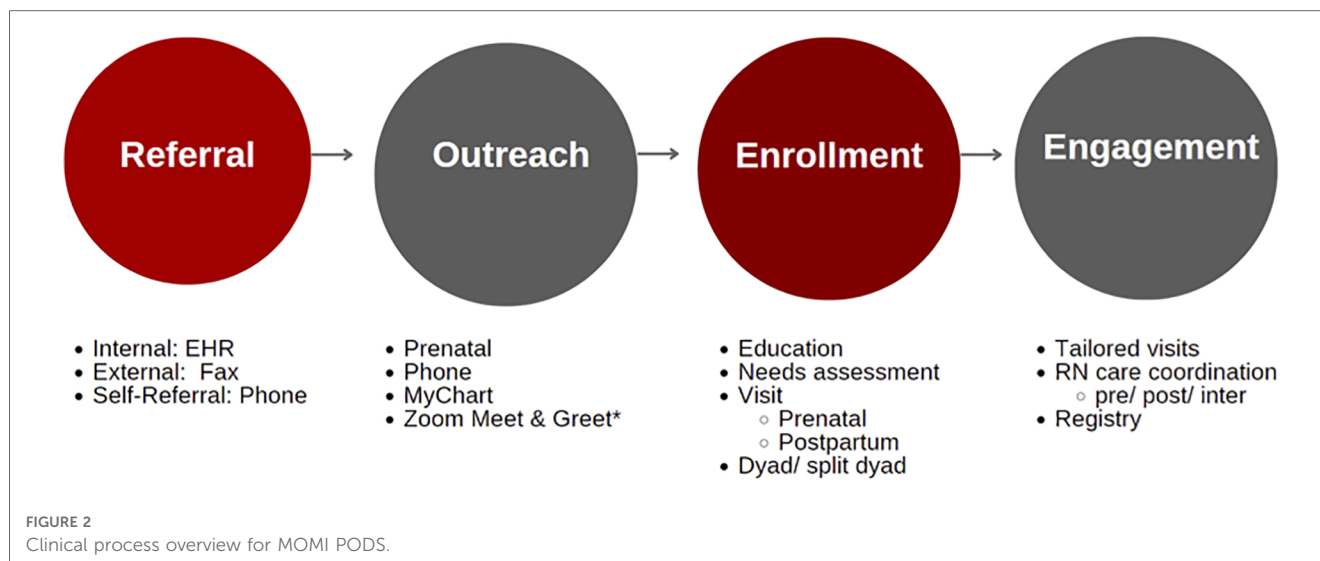 Referral
Outreach
Enrollment
Engagement
• Internal: EHR
• External:  Fax
• Self-Referral: Phone
• Prenatal
• Phone
• MyChart
• Zoom Meet & Greet*
• Education
• Needs assessment
• Visit
○ Prenatal
○ Postpartum
• Dyad/ split dyad
• Tailored visits
• RN care coordination
○ pre/ post/ inter
• Registry
FIGURE 2
Clinical process overview for MOMI PODS.